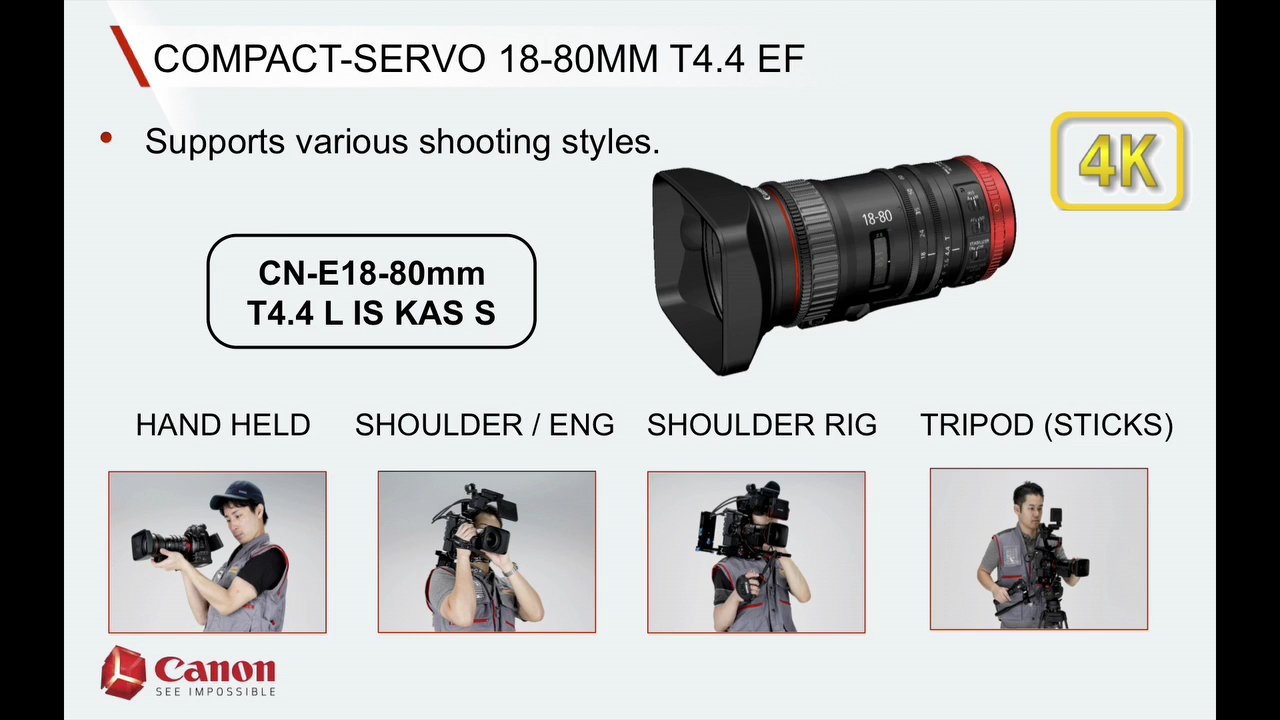 COMPACT-SERVO 18-80MM T4.4 EF
• Supports various shooting styles.
4K
18-80
CN-E18-80mm
T4.4 L IS KAS S
HAND HELD
SHOULDER / ENG
SHOULDER RIG
TRIPOD (STICKS)
Canon
SEE IMPOSSIBLE